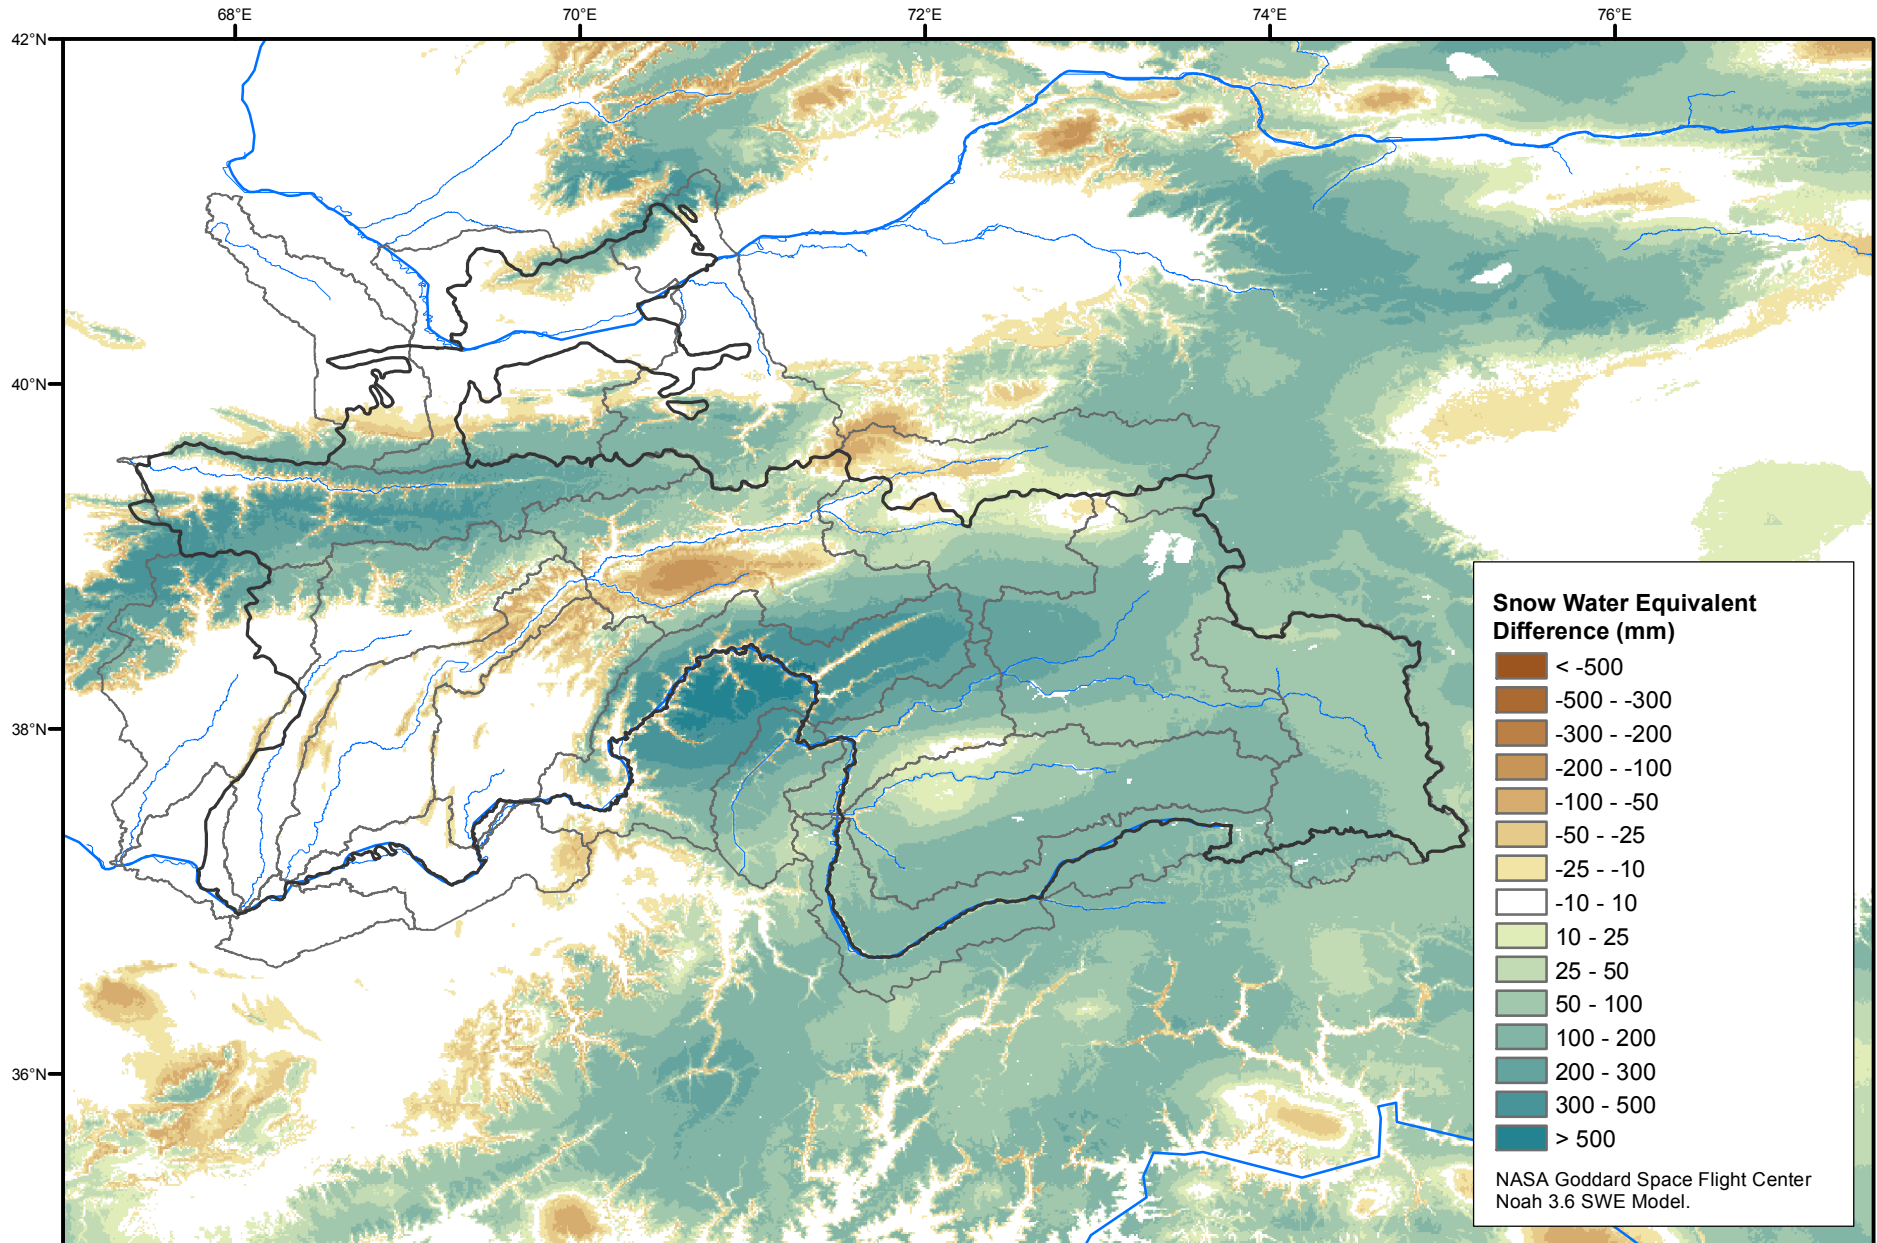 68°E 70°E 72°E 74°E 76°E
42°N
40°N
38°N
36°N
Snow Water Equivalent
Difference (mm)
< -500
-500 - -300
-300 - -200
-200 - -100
-100 - -50
-50 - -25
-25 - -10
-10 - 10
10 - 25
25 - 50
50 - 100
100 - 200
200 - 300
300 - 500
> 500
NASA Goddard Space Flight Center
Noah 3.6 SWE Model.